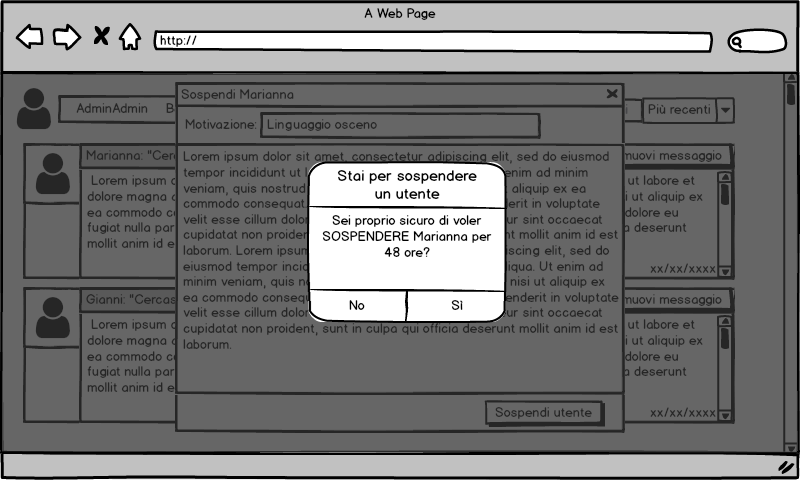 A Web Page
http://
Sospendi Marianna
AdminAdmin B
Più recenti
Motivazione: Linguaggio osceno
Marianna: "Cerc
muovi messaggio
Lorem ipsum dolor sit amet, consectetur adipiscing elit, sed do eiusmod
tempor incididunt ut l enim ad minim
veniam, quis nostrud aliquip ex ea
commodo consequat. enderit in voluptate
velit esse cillum dolor sint occaecat
cupidatat non proident mollit anim id est
laborum. Lorem ipsum scing elit, sed do
eiusmod tempor incid liqua. Ut enim ad
minim veniam, quis no nisi ut aliquip ex
ea commodo conseq enderit in voluptate
velit esse cillum dolor sint occaecat
cupidatat non proident, sunt in culpa qui officia deserunt mollit anim id est
laborum.
Stai per sospendere
un utente
Sei proprio sicuro di voler
SOSPENDERE Marianna per
48 ore?
No Sì
Lorem ipsum d
dolore magna a
ea commodo co
fugiat nulla par
mollit anim id e
ut labore et
i ut aliquip ex
dolore eu
a deserunt
xx/xx/xxxx
Gianni: "Cercas
muovi messaggio
Lorem ipsum d
dolore magna a
ea commodo co
fugiat nulla par
mollit anim id e
ut labore et
i ut aliquip ex
dolore eu
a deserunt
xx/xx/xxxx
Sospendi utente